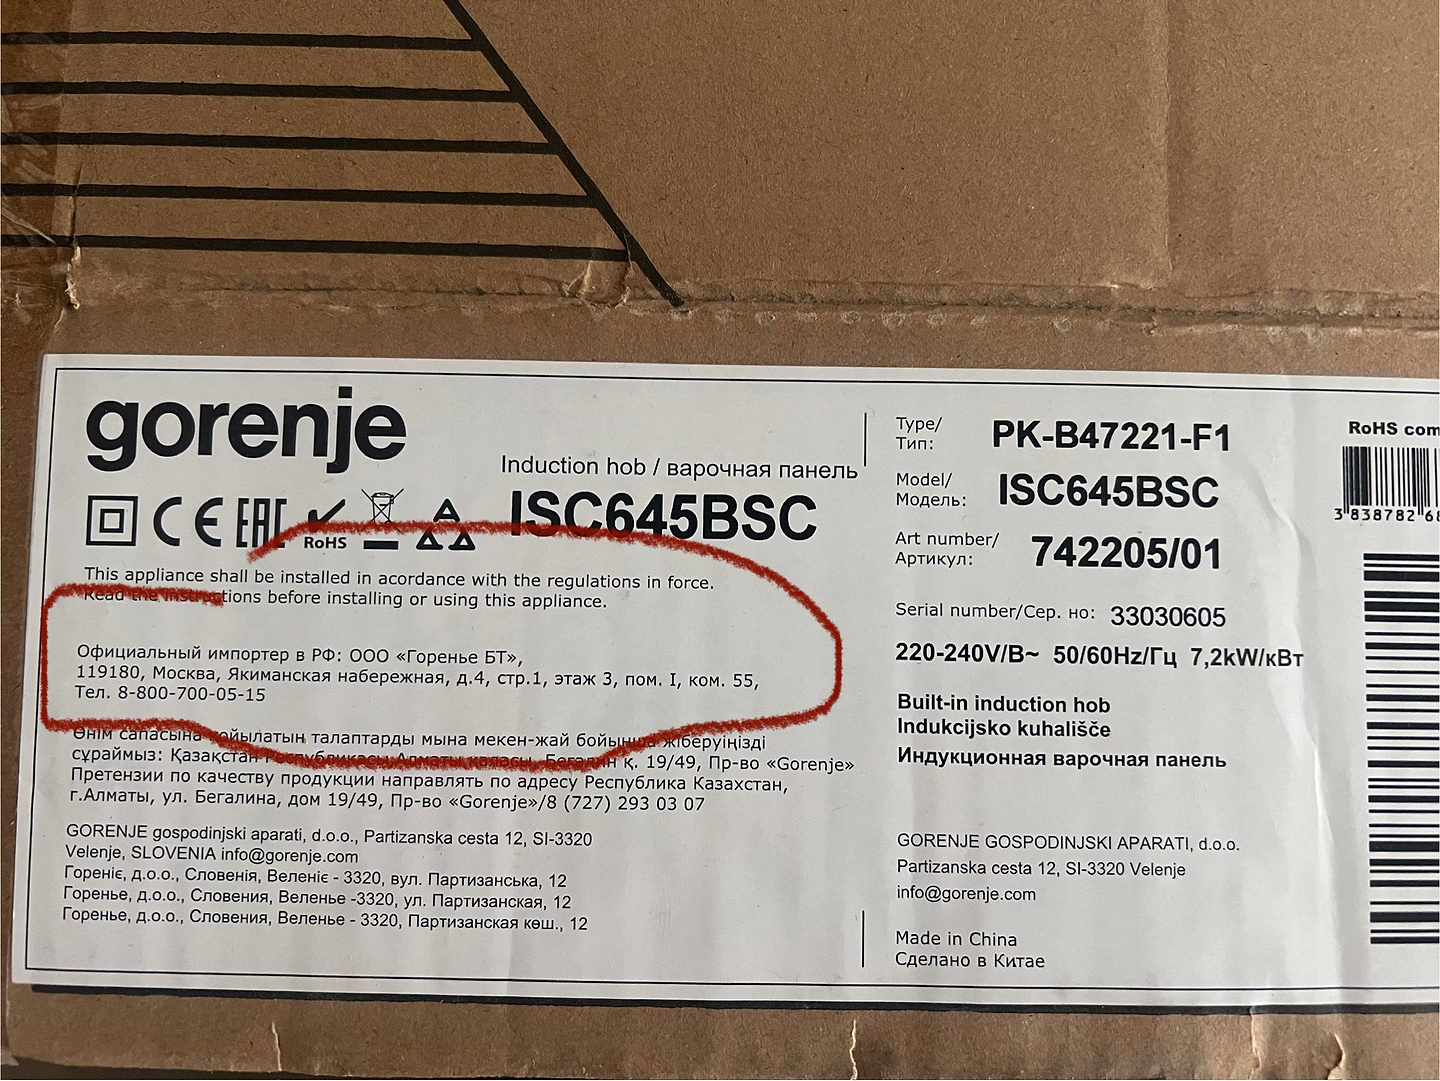 gorenje
Induction hob / варочная панель
CE EAC RoHS ISC645BSC
This appliance shall be installed in acordance with the regulations in force.
Read the instructions before installing or using this appliance.
Официальный импортер в РФ: ООО «Горенье БТ»,
119180, Москва, Якиманская набережная, д.4, стр.1, этаж 3, пом. I, ком. 55,
Тел. 8-800-700-05-15
Өнім сапасына қойылатын талаптарды мына мекен-жай бойынша жіберуіңізді
сұраймыз: Қазақстан Республикасы Алматы қаласы, Бегалин қ. 19/49, Пр-во «Gorenje»
Претензии по качеству продукции направлять по адресу Республика Казахстан,
г.Алматы, ул. Бегалина, дом 19/49, Пр-во «Gorenje»/8 (727) 293 03 07
GORENJE gospodinjski aparati, d.o.o., Partizanska cesta 12, SI-3320
Velenje, SLOVENIA info@gorenje.com
Гореніє, д.о.о., Словенія, Веленіє - 3320, вул. Партизанська, 12
Горенье, д.о.о., Словения, Веленье -3320, ул. Партизанская, 12
Горенье, д.о.о., Словения, Веленье - 3320, Партизанская көш., 12
Type/ PK-B47221-F1
Тип:
Model/ ISC645BSC
Модель:
Art number/ 742205/01
Артикул:
Serial number/Сер. но: 33030605
220-240V/В~ 50/60Hz/Гц 7,2kW/кВт
Built-in induction hob
Indukcijsko kuhališče
Индукционная варочная панель
GORENJE GOSPODINJSKI APARATI, d.o.o.
Partizanska cesta 12, SI-3320 Velenje
info@gorenje.com
Made in China
Сделано в Китае
RoHS com
3 838782 68